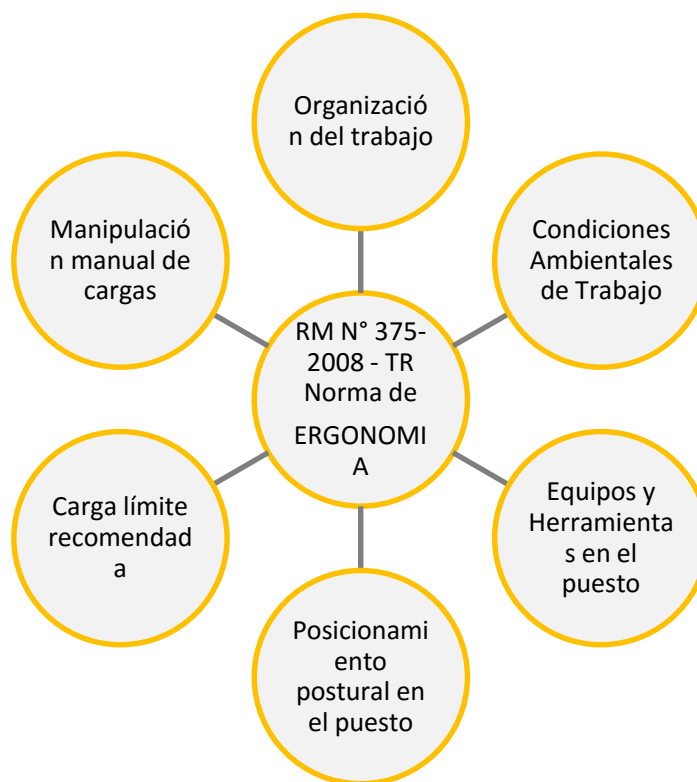 Organizació
n del trabajo
Condiciones
Ambientales
de Trabajo
Equipos y
Herramienta
s en el
puesto
Posicionami
ento
postural en
el puesto
Carga límite
recomendad
a
Manipulació
n manual de
cargas
RM N° 375-
2008 - TR
Norma de
ERGONOMI
A